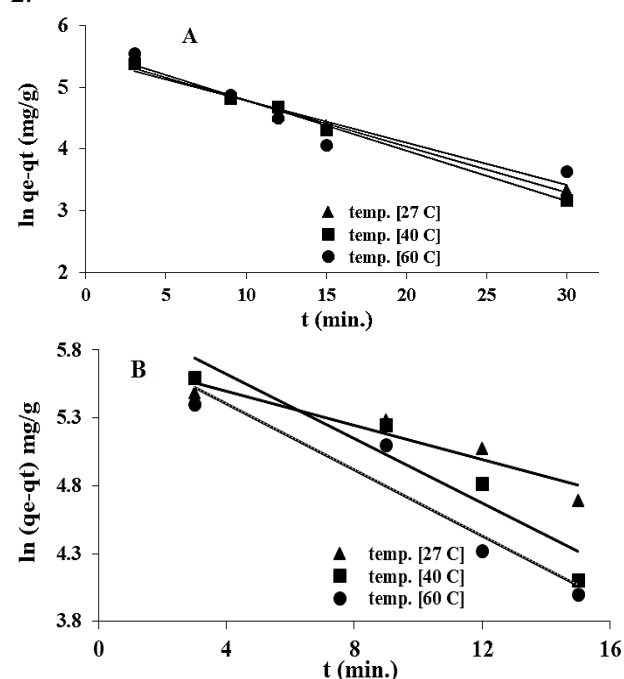 2.
6
A
5
4
3
2
ln qe-qt (mg/g)
temp. [27 C]
temp. [40 C]
temp. [60 C]
0 5 10 15 20 25 30
t (min.)
5.8
B
5.3
4.8
4.3
3.8
ln (qe-qt) mg/g
temp. [27 C]
temp. [40 C]
temp. [60 C]
0 4 8 12 16
t (min.)